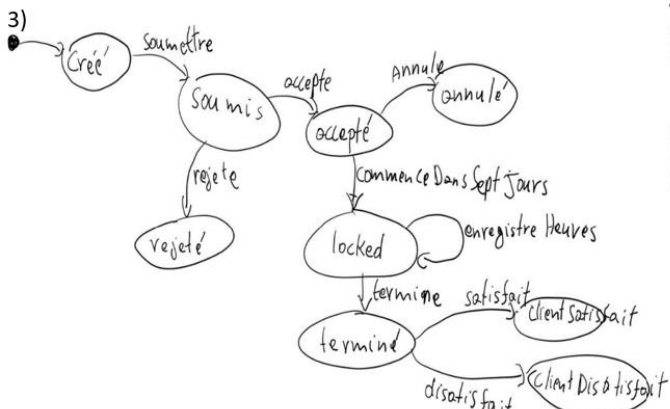 3)
Créé
soumettre
Soumis
accepte
accepté
Annule
annulé
rejete
rejeté
commence Dans Sept Jours
locked
enregistre Heures
termine
terminé
satisfait
client Satisfait
disatisfait
client Disatisfait